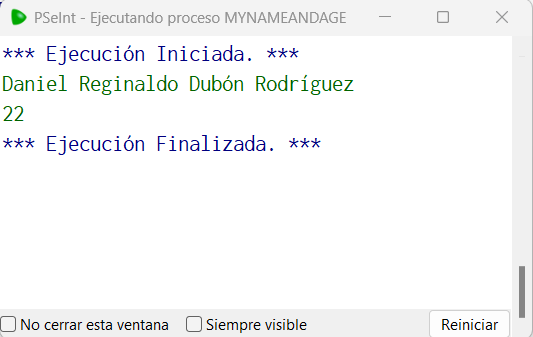 PSeInt - Ejecutando proceso MYNAMEANDAGE
*** Ejecución Iniciada. ***
Daniel Reginaldo Dubón Rodríguez
22
*** Ejecución Finalizada. ***
No cerrar esta ventana Siempre visible Reiniciar